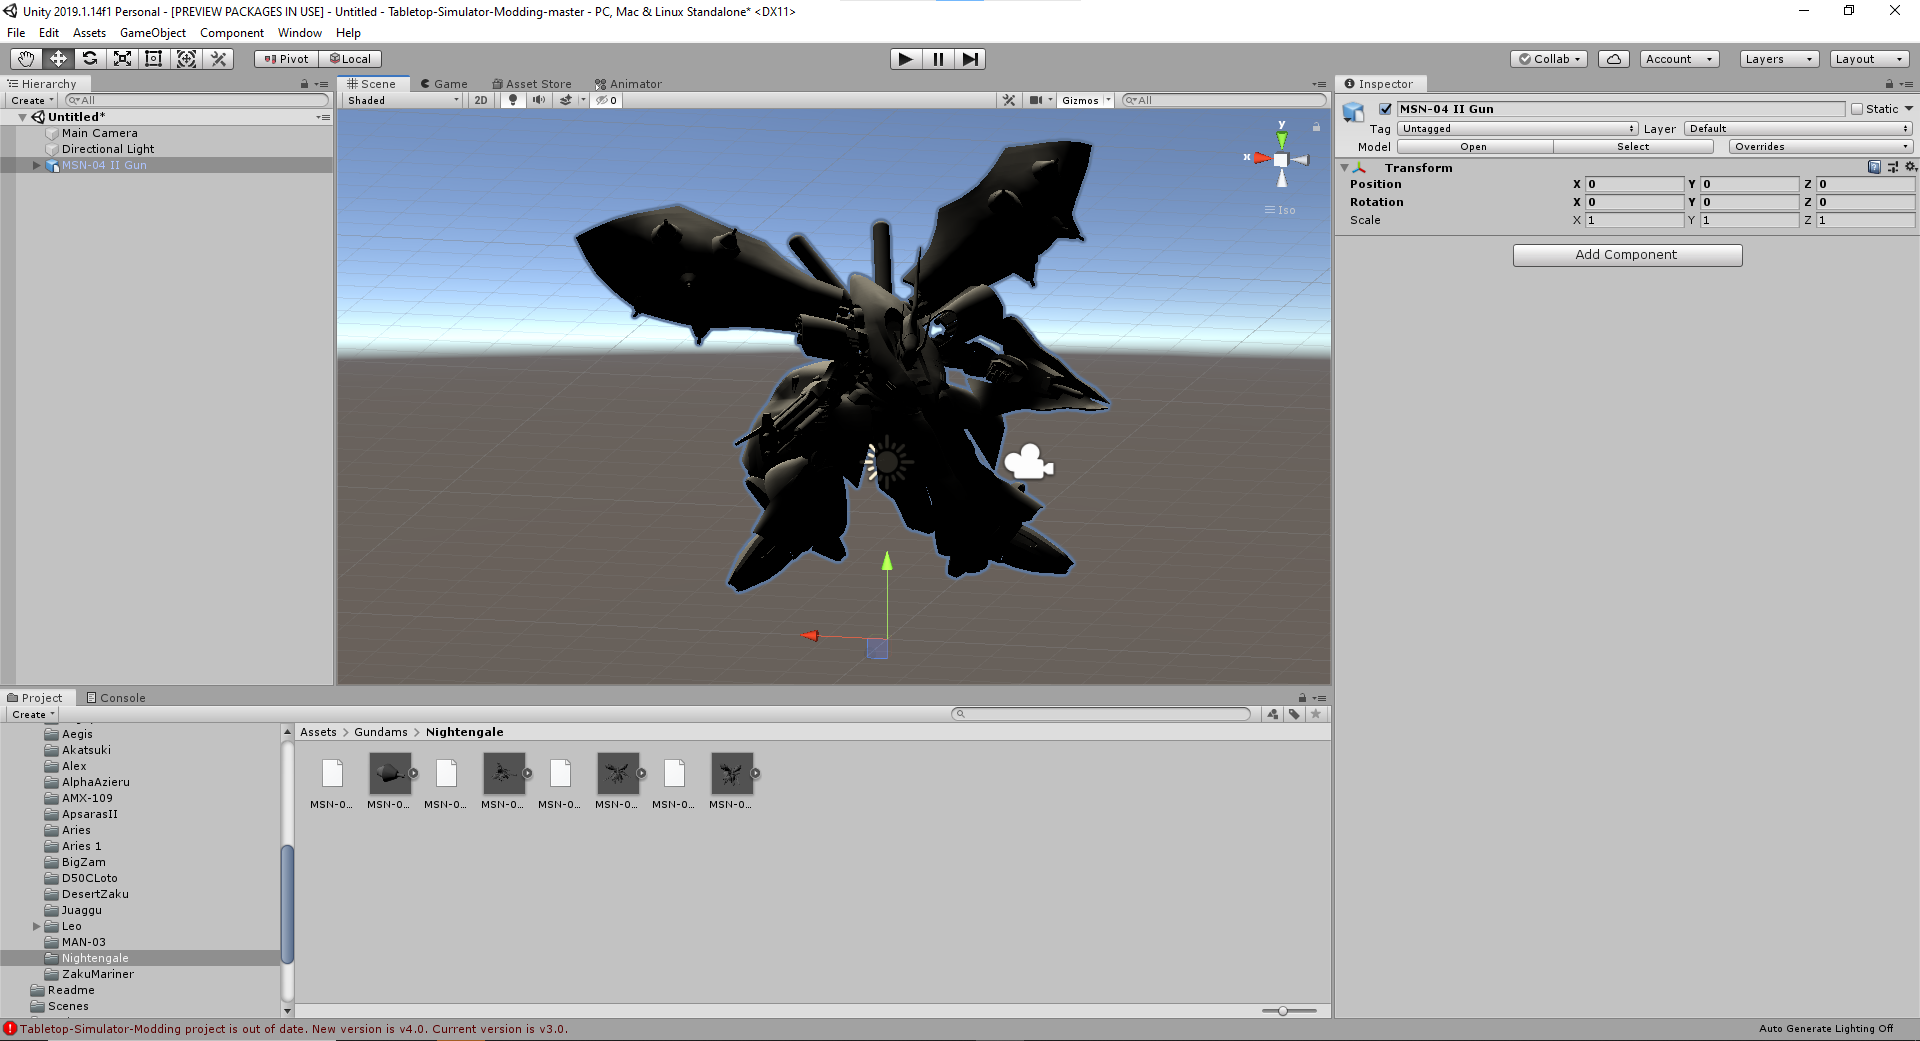 Unity 2019.1.14f1 Personal - [PREVIEW PACKAGES IN USE] - Untitled - Tabletop-Simulator-Modding-master - PC, Mac & Linux Standalone* <DX11>
File Edit Assets GameObject Component Window Help
Pivot Local Collab Account Layers Layout
Hierarchy
Create All
Untitled*
Main Camera
Directional Light
MSN-04 II Gun
Scene Game Asset Store Animator
Shaded 2D 0 Gizmos All
y
x
Iso
Inspector
MSN-04 II Gun Static
Tag Untagged Layer Default
Model Open Select Overrides
Transform
Position X 0 Y 0 Z 0
Rotation X 0 Y 0 Z 0
Scale X 1 Y 1 Z 1
Add Component
Project Console
Create
Aegis
Akatsuki
Alex
AlphaAzieru
AMX-109
ApsarasII
Aries
Aries 1
BigZam
D50CLoto
DesertZaku
Juaggu
Leo
MAN-03
Nightengale
ZakuMariner
Readme
Scenes
Assets > Gundams > Nightengale
MSN-0... MSN-0... MSN-0... MSN-0... MSN-0... MSN-0... MSN-0... MSN-0...
Tabletop-Simulator-Modding project is out of date. New version is v4.0. Current version is v3.0.
Auto Generate Lighting Off